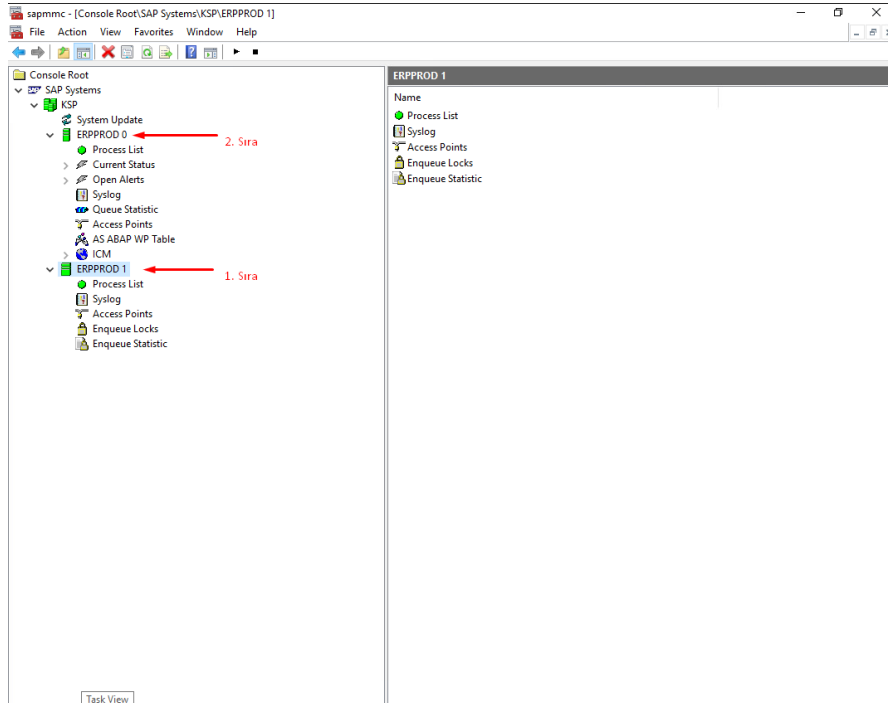 sapmmc - [Console Root\SAP Systems\KSP\ERPPROD 1]
File Action View Favorites Window Help
Console Root
SAP Systems
KSP
System Update
ERPPROD 0
2. Sıra
Process List
Current Status
Open Alerts
Syslog
Queue Statistic
Access Points
AS ABAP WP Table
ICM
ERPPROD 1
1. Sıra
Process List
Syslog
Access Points
Enqueue Locks
Enqueue Statistic
ERPPROD 1
Name
Process List
Syslog
Access Points
Enqueue Locks
Enqueue Statistic
Task View